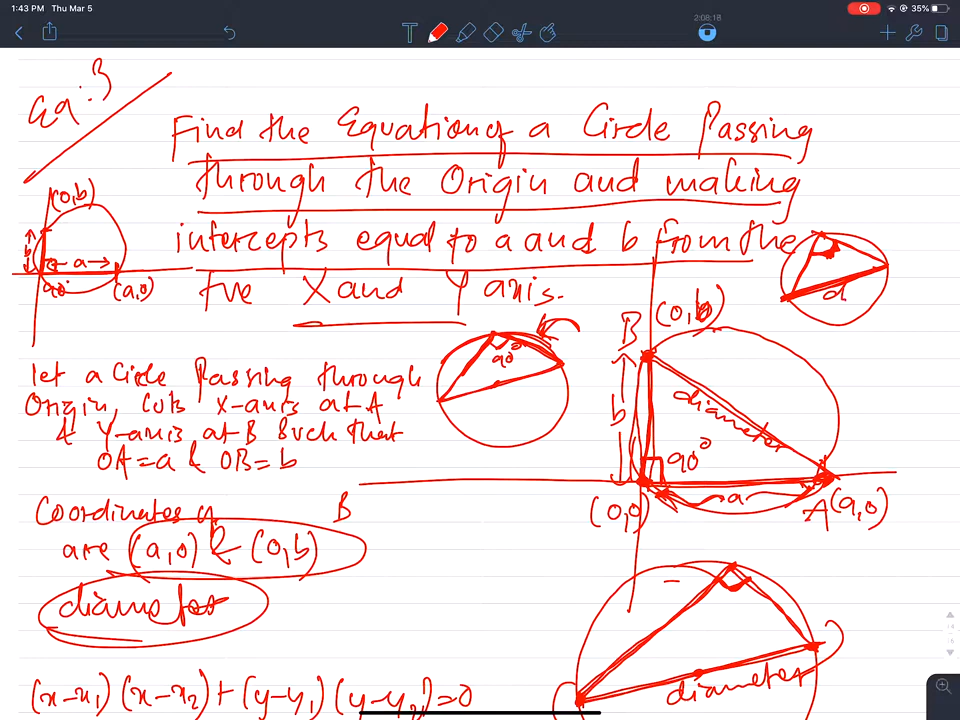 1:43 PM Thu Mar 5
35%
2:08:18
T
Eq:3
Find the Equation of a Circle Passing
through the Origin and making
intercepts equal to a and b from the
+ve X and Y axis.
(0,b)
b
a
90°
(a,0)
d
90°
let a Circle Passing through
Origin, cuts X-axis at A
& Y-axis at B Such that
OA=a & OB=b
B (0,b)
diameter
b
90°
a
(0,0)
A(a,0)
Coordinates of B
are (a,0) & (0,b)
diameter
diameter
(x-x₁)(x-x₂)+(y-y₁)(y-y₂)=0